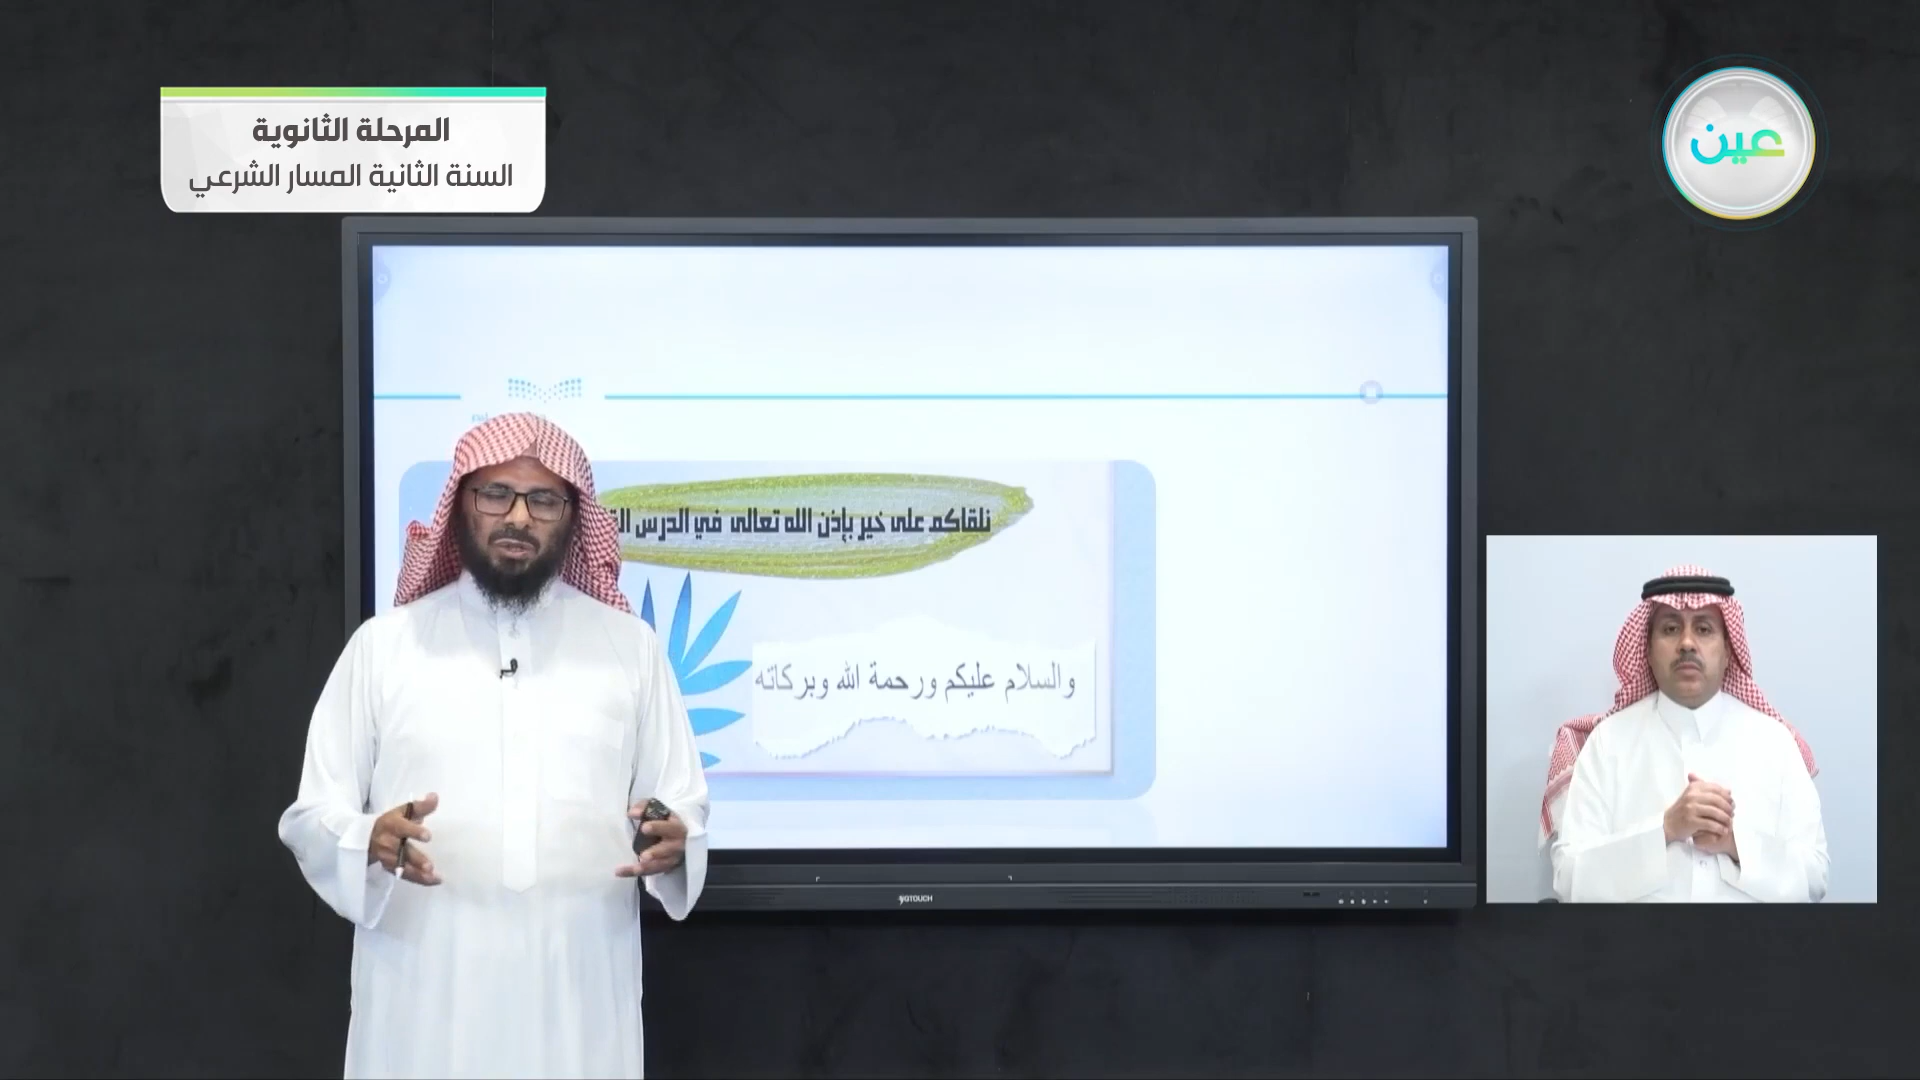 المرحلة الثانوية
السنة الثانية المسار الشرعي
عين
نلقاكم على خير بإذن الله تعالى في الدرس
والسلام عليكم ورحمة الله وبركاته
TOUCH